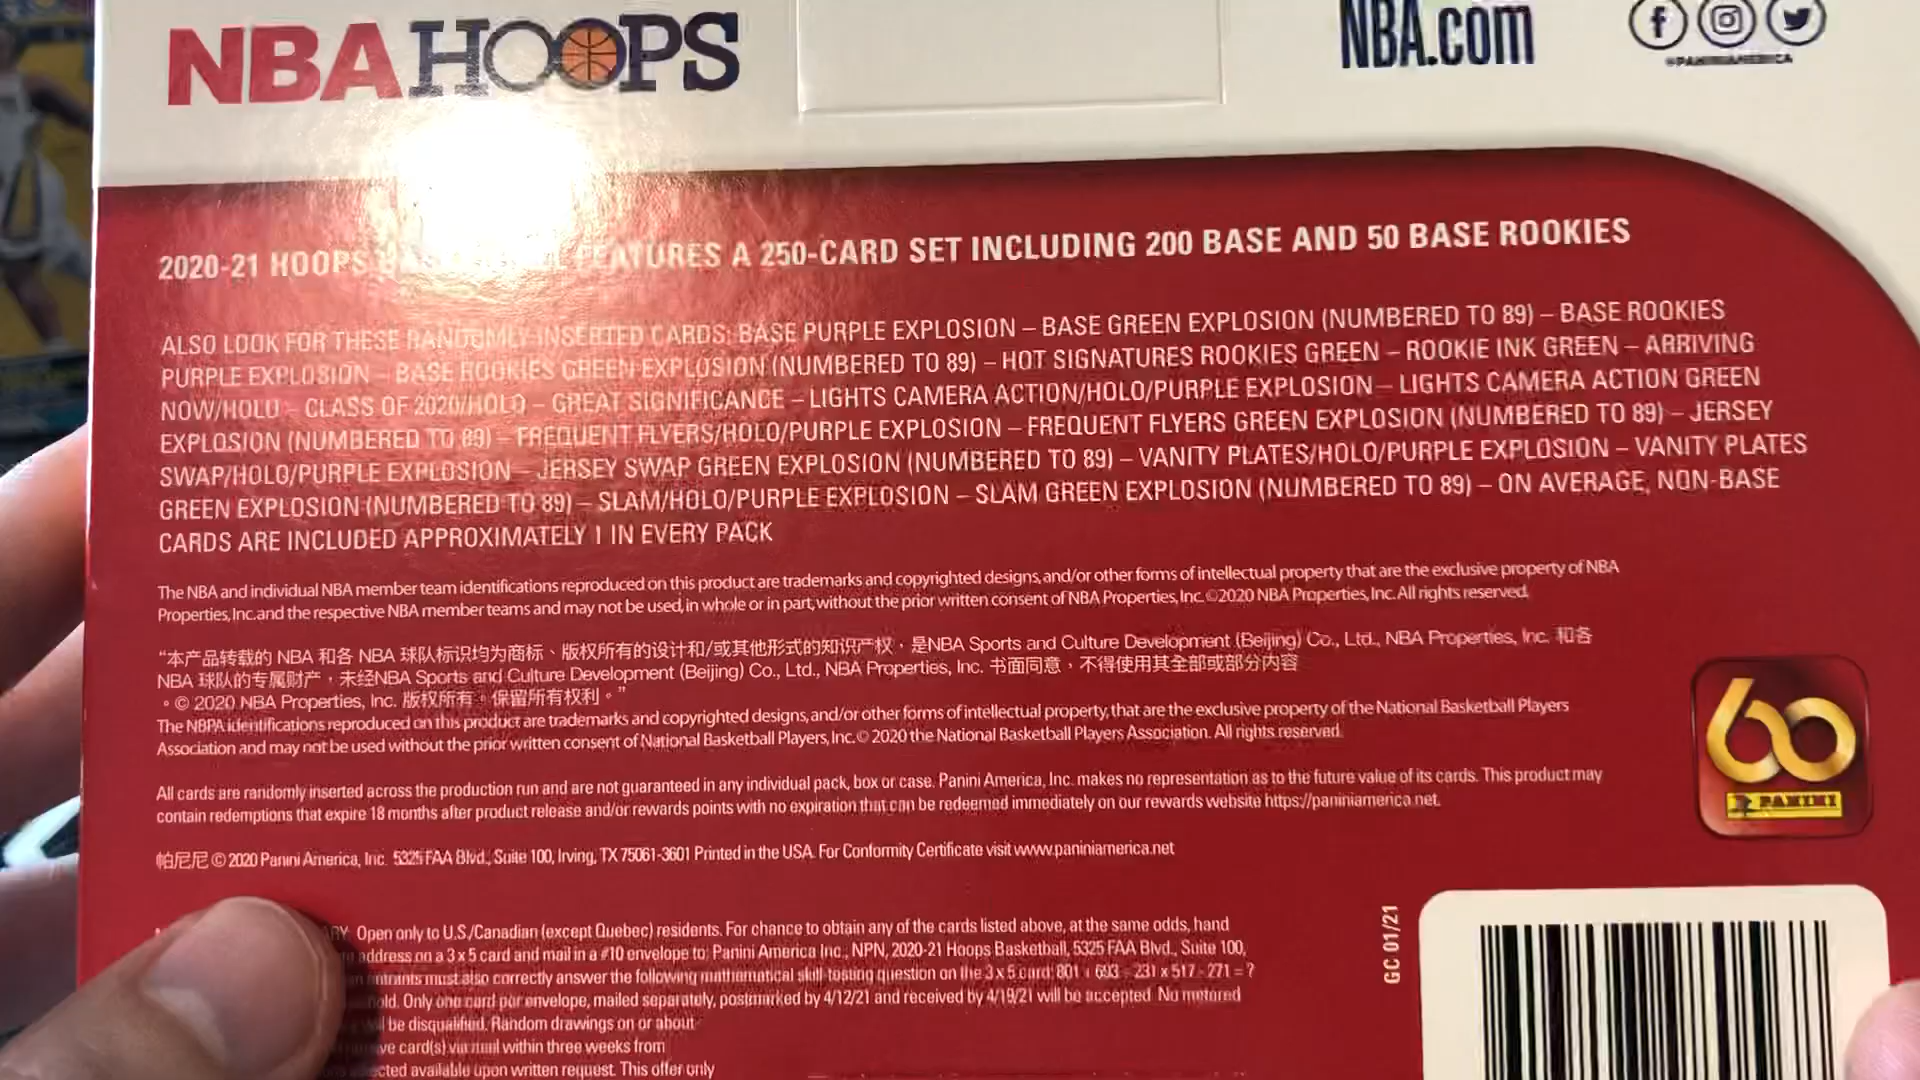 NBA HOOPS
NBA.com
@PANINIAMERICA
2020-21 HOOPS FEATURES A 250-CARD SET INCLUDING 200 BASE AND 50 BASE ROOKIES
ALSO LOOK FOR THESE RANDOMLY INSERTED CARDS: BASE PURPLE EXPLOSION – BASE GREEN EXPLOSION (NUMBERED TO 89) – BASE ROOKIES
PURPLE EXPLOSION – BASE ROOKIES GREEN EXPLOSION (NUMBERED TO 89) – HOT SIGNATURES ROOKIES GREEN – ROOKIE INK GREEN – ARRIVING
NOW/HOLO – CLASS OF 2020/HOLO – GREAT SIGNIFICANCE – LIGHTS CAMERA ACTION/HOLO/PURPLE EXPLOSION – LIGHTS CAMERA ACTION GREEN
EXPLOSION (NUMBERED TO 89) – FREQUENT FLYERS/HOLO/PURPLE EXPLOSION – FREQUENT FLYERS GREEN EXPLOSION (NUMBERED TO 89) – JERSEY
SWAP/HOLO/PURPLE EXPLOSION – JERSEY SWAP GREEN EXPLOSION (NUMBERED TO 89) – VANITY PLATES/HOLO/PURPLE EXPLOSION – VANITY PLATES
GREEN EXPLOSION (NUMBERED TO 89) – SLAM/HOLO/PURPLE EXPLOSION – SLAM GREEN EXPLOSION (NUMBERED TO 89) – ON AVERAGE, NON-BASE
CARDS ARE INCLUDED APPROXIMATELY 1 IN EVERY PACK
The NBA and individual NBA member team identifications reproduced on this product are trademarks and copyrighted designs, and/or other forms of intellectual property that are the exclusive property of NBA
Properties, Inc. and the respective NBA member teams and may not be used, in whole or in part, without the prior written consent of NBA Properties, Inc. ©2020 NBA Properties, Inc. All rights reserved.
“本产品转载的 NBA 和各 NBA 球队标识均为商标、版权所有的设计和/或其他形式的知识产权，是NBA Sports and Culture Development (Beijing) Co., Ltd., NBA Properties, Inc. 和各
NBA 球队的专属财产，未经NBA Sports and Culture Development (Beijing) Co., Ltd., NBA Properties, Inc. 书面同意，不得使用其全部或部分内容
。© 2020 NBA Properties, Inc. 版权所有。保留所有权利。”
The NBPA identifications reproduced on this product are trademarks and copyrighted designs, and/or other forms of intellectual property, that are the exclusive property of the National Basketball Players
Association and may not be used without the prior written consent of National Basketball Players, Inc. © 2020 the National Basketball Players Association. All rights reserved.
All cards are randomly inserted across the production run and are not guaranteed in any individual pack, box or case. Panini America, Inc. makes no representation as to the future value of its cards. This product may
contain redemptions that expire 18 months after product release and/or rewards points with no expiration that can be redeemed immediately on our rewards website https://paniniamerica.net.
60
PANINI
帕尼尼 © 2020 Panini America, Inc. 5325 FAA Blvd., Suite 100, Irving, TX 75061-3601 Printed in the USA. For Conformity Certificate visit www.paniniamerica.net
GC 01/21
RY Open only to U.S./Canadian (except Quebec) residents. For chance to obtain any of the cards listed above, at the same odds, hand
address on a 3 x 5 card and mail in a #10 envelope to: Panini America Inc., NPN, 2020-21 Hoops Basketball, 5325 FAA Blvd., Suite 100,
entrants must also correctly answer the following mathematical skill-testing question on the 3 x 5 card: 801 693 231 x 517 271 = ?
old. Only one card per envelope, mailed separately, postmarked by 4/12/21 and received by 4/19/21 will be accepted. No metered
be disqualified. Random drawings on or about
ve card(s) via mail within three weeks from
ected available upon written request. This offer only